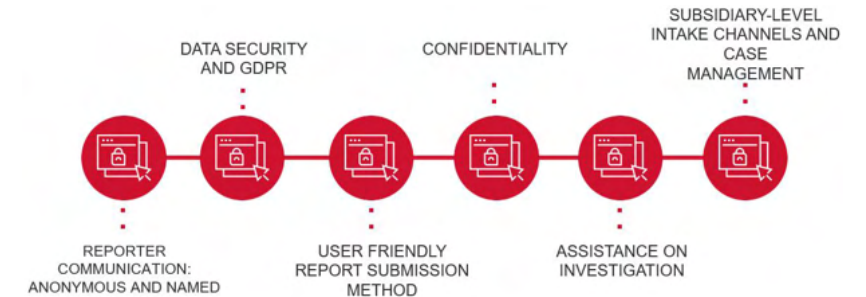 REPORTER
COMMUNICATION:
ANONYMOUS AND NAMED
DATA SECURITY
AND GDPR
USER FRIENDLY
REPORT SUBMISSION
METHOD
CONFIDENTIALITY
ASSISTANCE ON
INVESTIGATION
SUBSIDIARY-LEVEL
INTAKE CHANNELS AND
CASE
MANAGEMENT